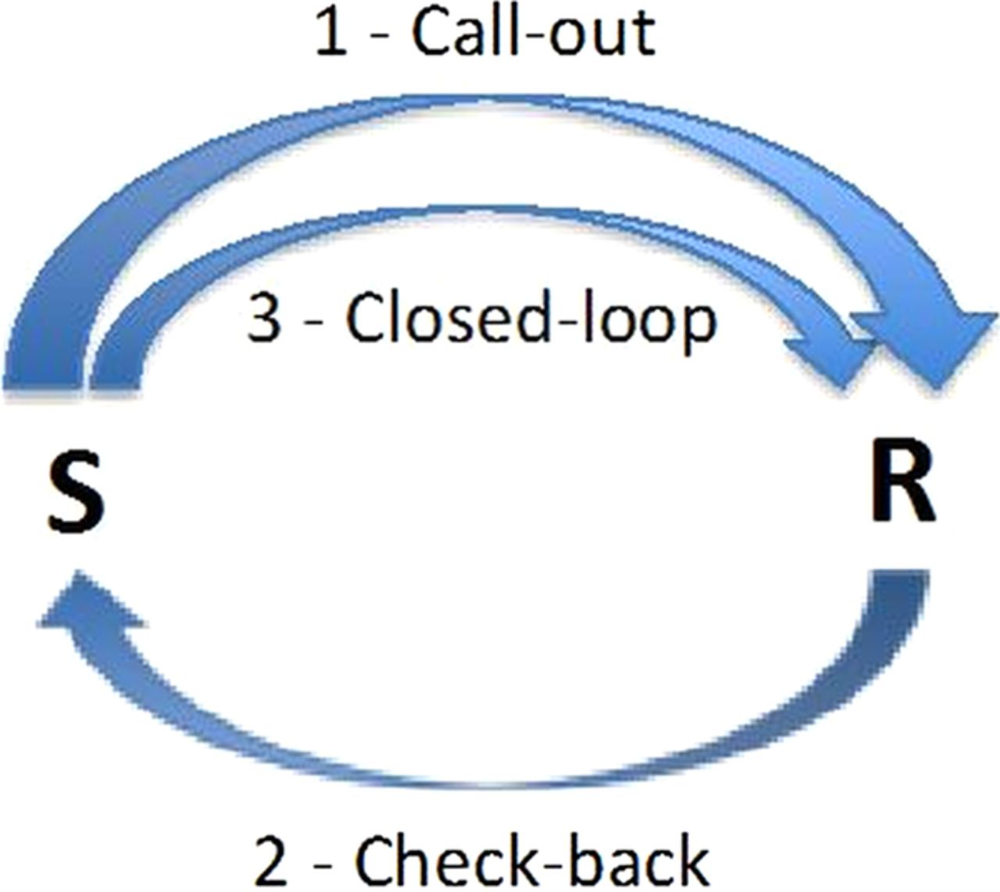 1 - Call-out
3 - Closed-loop
S
R
2 - Check-back